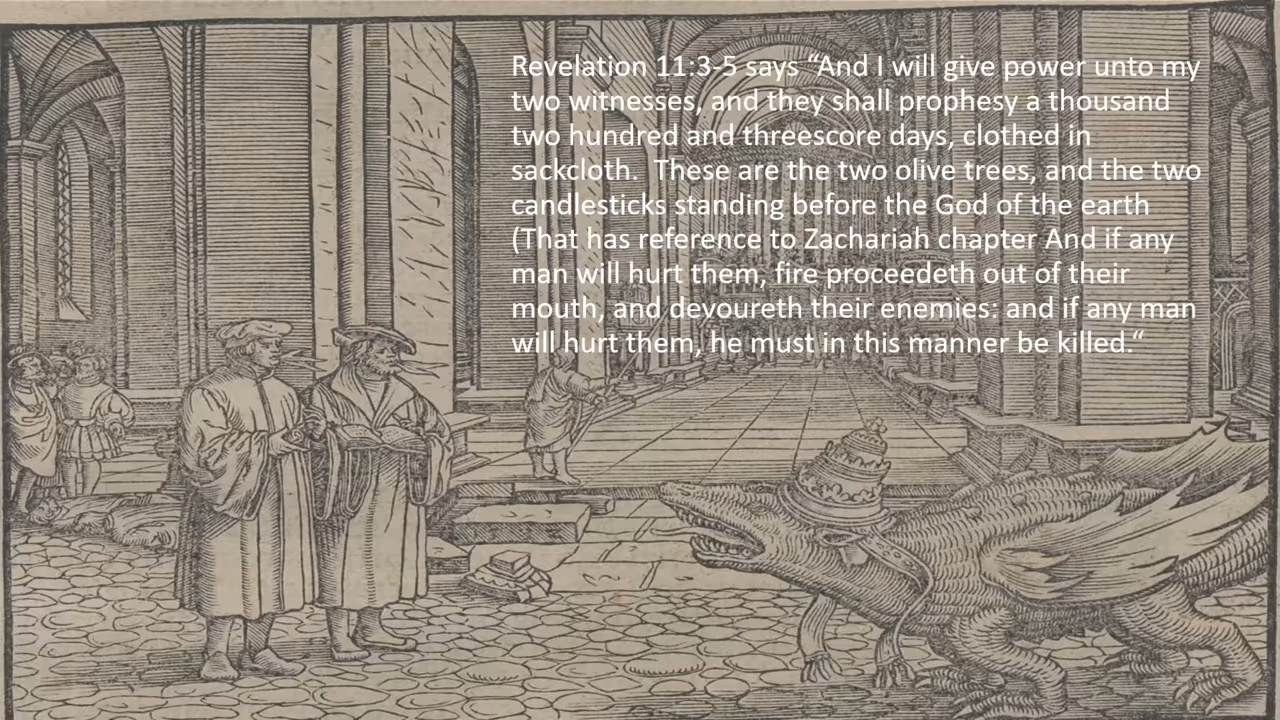 Revelation 11:3-5 says “And I will give power unto my
two witnesses, and they shall prophesy a thousand
two hundred and threescore days, clothed in
sackcloth.  These are the two olive trees, and the two
candlesticks standing before the God of the earth
(That has reference to Zachariah chapter And if any
man will hurt them, fire proceedeth out of their
mouth, and devoureth their enemies: and if any man
will hurt them, he must in this manner be killed.“